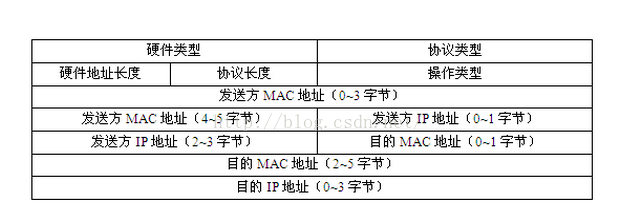 硬件类型 协议类型
硬件地址长度 协议长度 操作类型
发送方 MAC 地址（0~3 字节）
发送方 MAC 地址（4~5 字节） 发送方 IP 地址（0~1 字节）
发送方 IP 地址（2~3 字节） 目的 MAC 地址（0~1 字节）
目的 MAC 地址（2~5 字节）
目的 IP 地址（0~3 字节）
http://blog.csdn.net/